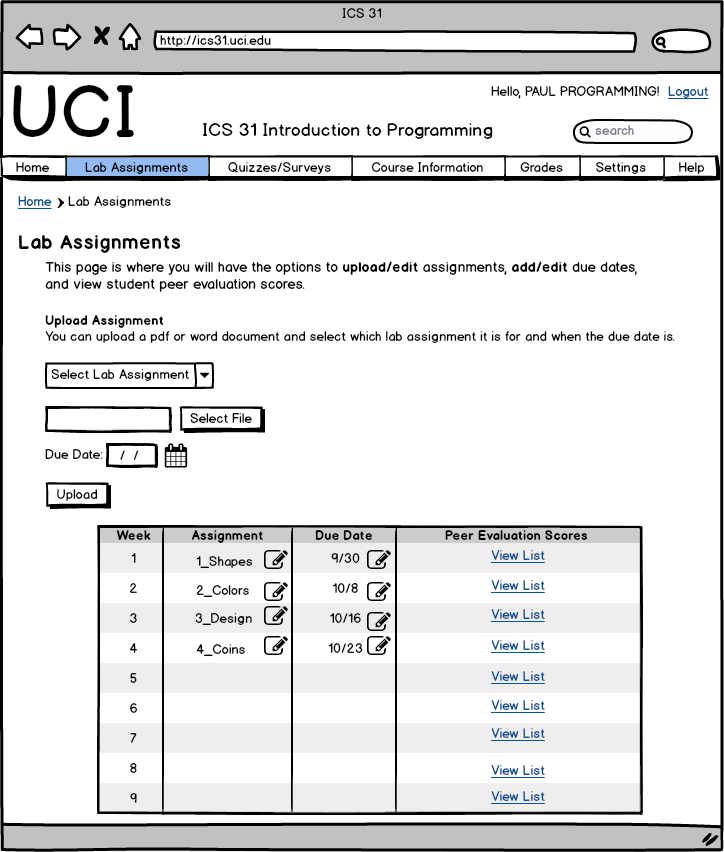 ICS 31
http://ics31.uci.edu
Hello, PAUL PROGRAMMING! Logout
UCI
ICS 31 Introduction to Programming
search
Home Lab Assignments Quizzes/Surveys Course Information Grades Settings Help
Home Lab Assignments
Lab Assignments
This page is where you will have the options to upload/edit assignments, add/edit due dates,
and view student peer evaluation scores.
Upload Assignment
You can upload a pdf or word document and select which lab assignment it is for and when the due date is.
Select Lab Assignment
Select File
Due Date: / /
Upload
Week Assignment Due Date Peer Evaluation Scores
1 1_Shapes 9/30 View List
2 2_Colors 10/8 View List
3 3_Design 10/16 View List
4 4_Coins 10/23 View List
5 View List
6 View List
7 View List
8 View List
9 View List